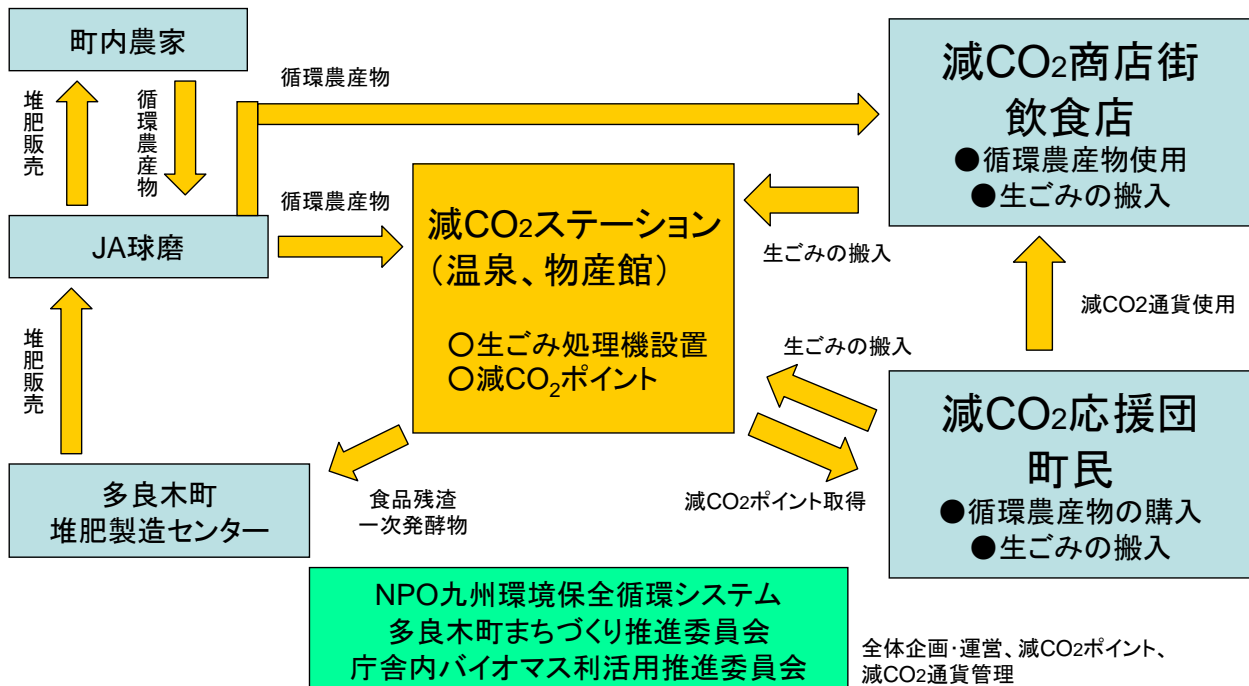 町内農家
堆肥販売
循環農産物
循環農産物
減CO2商店街
飲食店
●循環農産物使用
●生ごみの搬入
JA球磨
循環農産物
減CO2ステーション
（温泉、物産館）
○生ごみ処理機設置
○減CO2ポイント
生ごみの搬入
減CO2通貨使用
堆肥販売
生ごみの搬入
減CO2応援団
町民
●循環農産物の購入
●生ごみの搬入
多良木町
堆肥製造センター
食品残渣
一次発酵物
減CO2ポイント取得
NPO九州環境保全循環システム
多良木町まちづくり推進委員会
庁舎内バイオマス利活用推進委員会
全体企画・運営、減CO2ポイント、
減CO2通貨管理